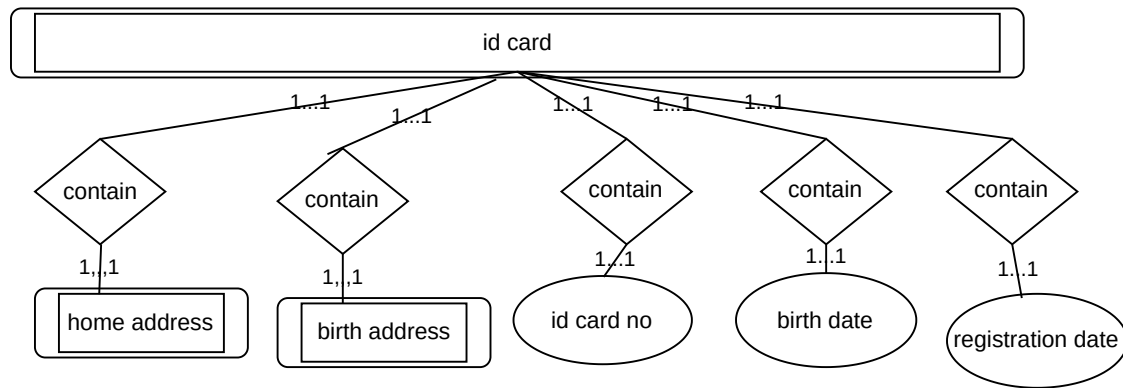 id card
1...1
1...1
1...1
1...1
1...1
contain
contain
contain
contain
contain
1,,,1
1,,,1
1...1
1...1
1...1
home address
birth address
id card no
birth date
registration date